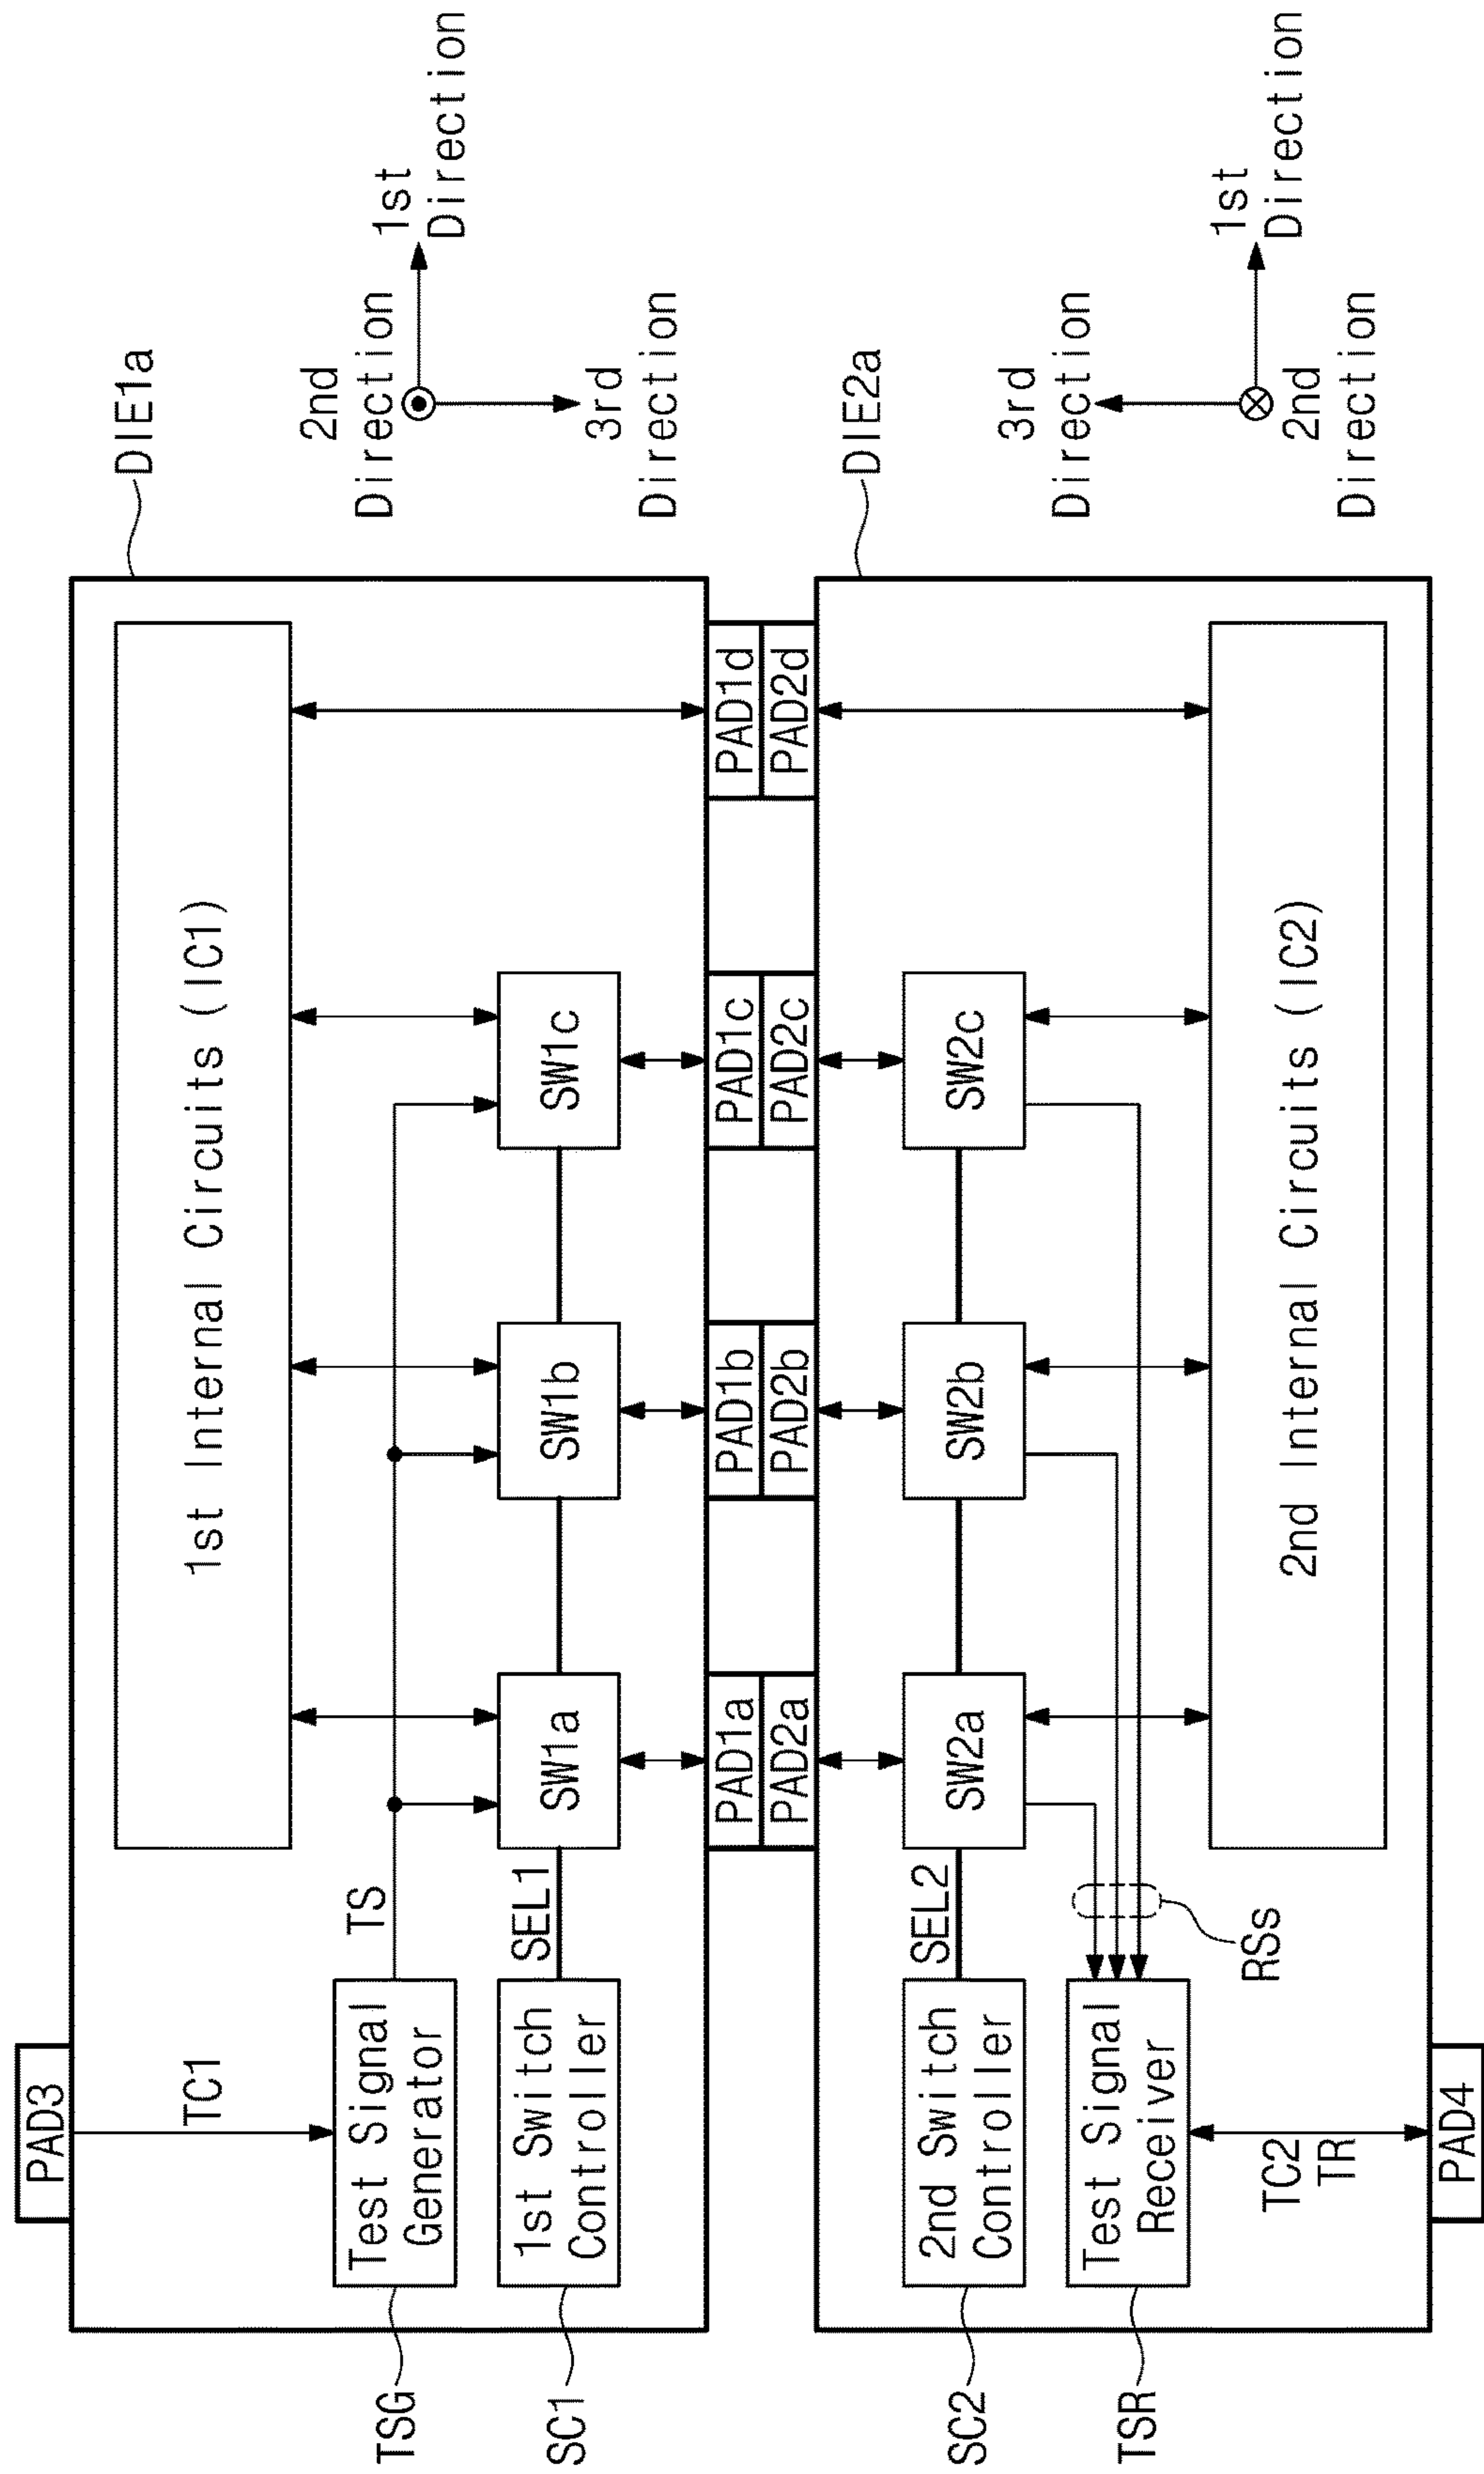 PAD3
TC1
DIE1a
1st Internal Circuits (IC1)
TS
TSG
Test Signal
Generator
SC1
1st Switch
Controller
SEL1
SW1a
SW1b
SW1c
2nd
Direction
1st
Direction
3rd
Direction
PAD1a
PAD1b
PAD1c
PAD1d
PAD2a
PAD2b
PAD2c
PAD2d
DIE2a
SC2
2nd Switch
Controller
SEL2
SW2a
SW2b
SW2c
TSR
Test Signal
Receiver
RSs
2nd Internal Circuits (IC2)
TC2
TR
PAD4
3rd
Direction
1st
Direction
2nd
Direction